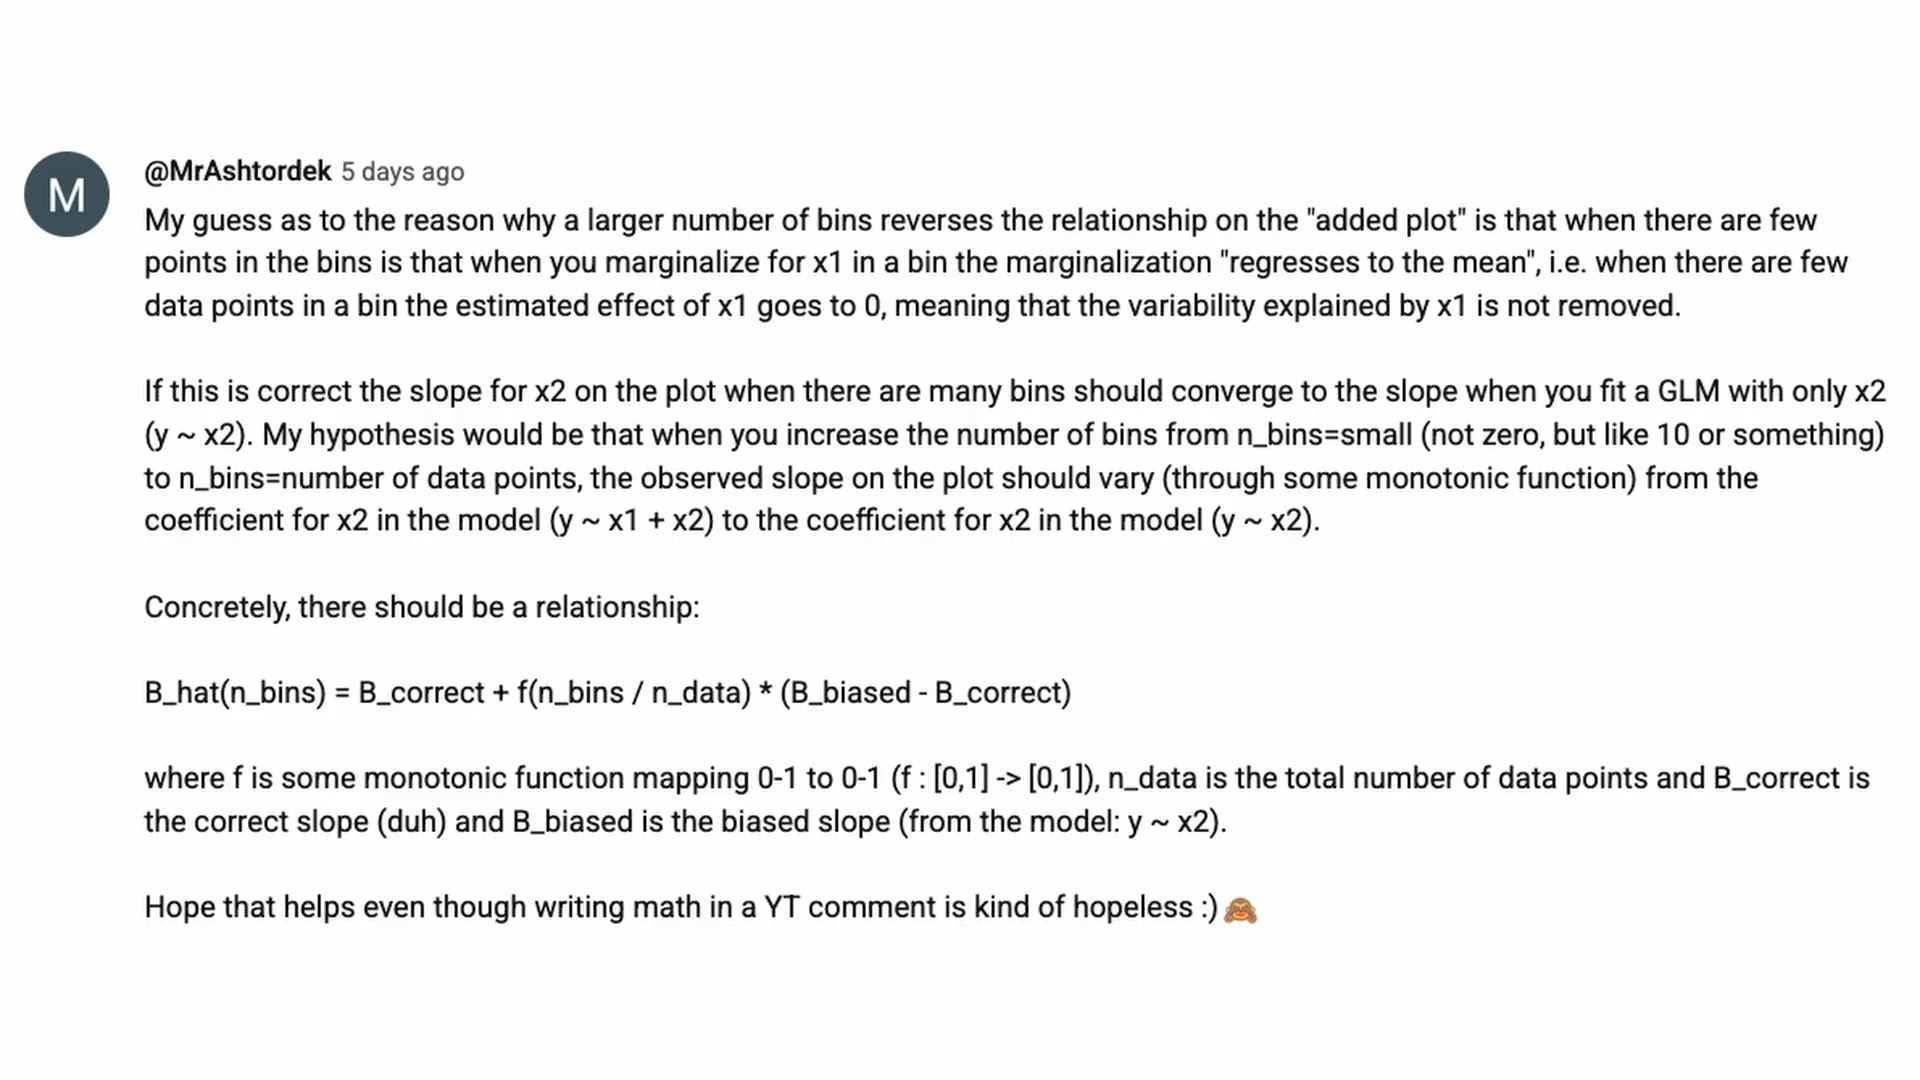 M
@MrAshtordek 5 days ago
My guess as to the reason why a larger number of bins reverses the relationship on the "added plot" is that when there are few
points in the bins is that when you marginalize for x1 in a bin the marginalization "regresses to the mean", i.e. when there are few
data points in a bin the estimated effect of x1 goes to 0, meaning that the variability explained by x1 is not removed.
If this is correct the slope for x2 on the plot when there are many bins should converge to the slope when you fit a GLM with only x2
(y ~ x2). My hypothesis would be that when you increase the number of bins from n_bins=small (not zero, but like 10 or something)
to n_bins=number of data points, the observed slope on the plot should vary (through some monotonic function) from the
coefficient for x2 in the model (y ~ x1 + x2) to the coefficient for x2 in the model (y ~ x2).
Concretely, there should be a relationship:
B_hat(n_bins) = B_correct + f(n_bins / n_data) * (B_biased - B_correct)
where f is some monotonic function mapping 0-1 to 0-1 (f : [0,1] -> [0,1]), n_data is the total number of data points and B_correct is
the correct slope (duh) and B_biased is the biased slope (from the model: y ~ x2).
Hope that helps even though writing math in a YT comment is kind of hopeless :) 🙈